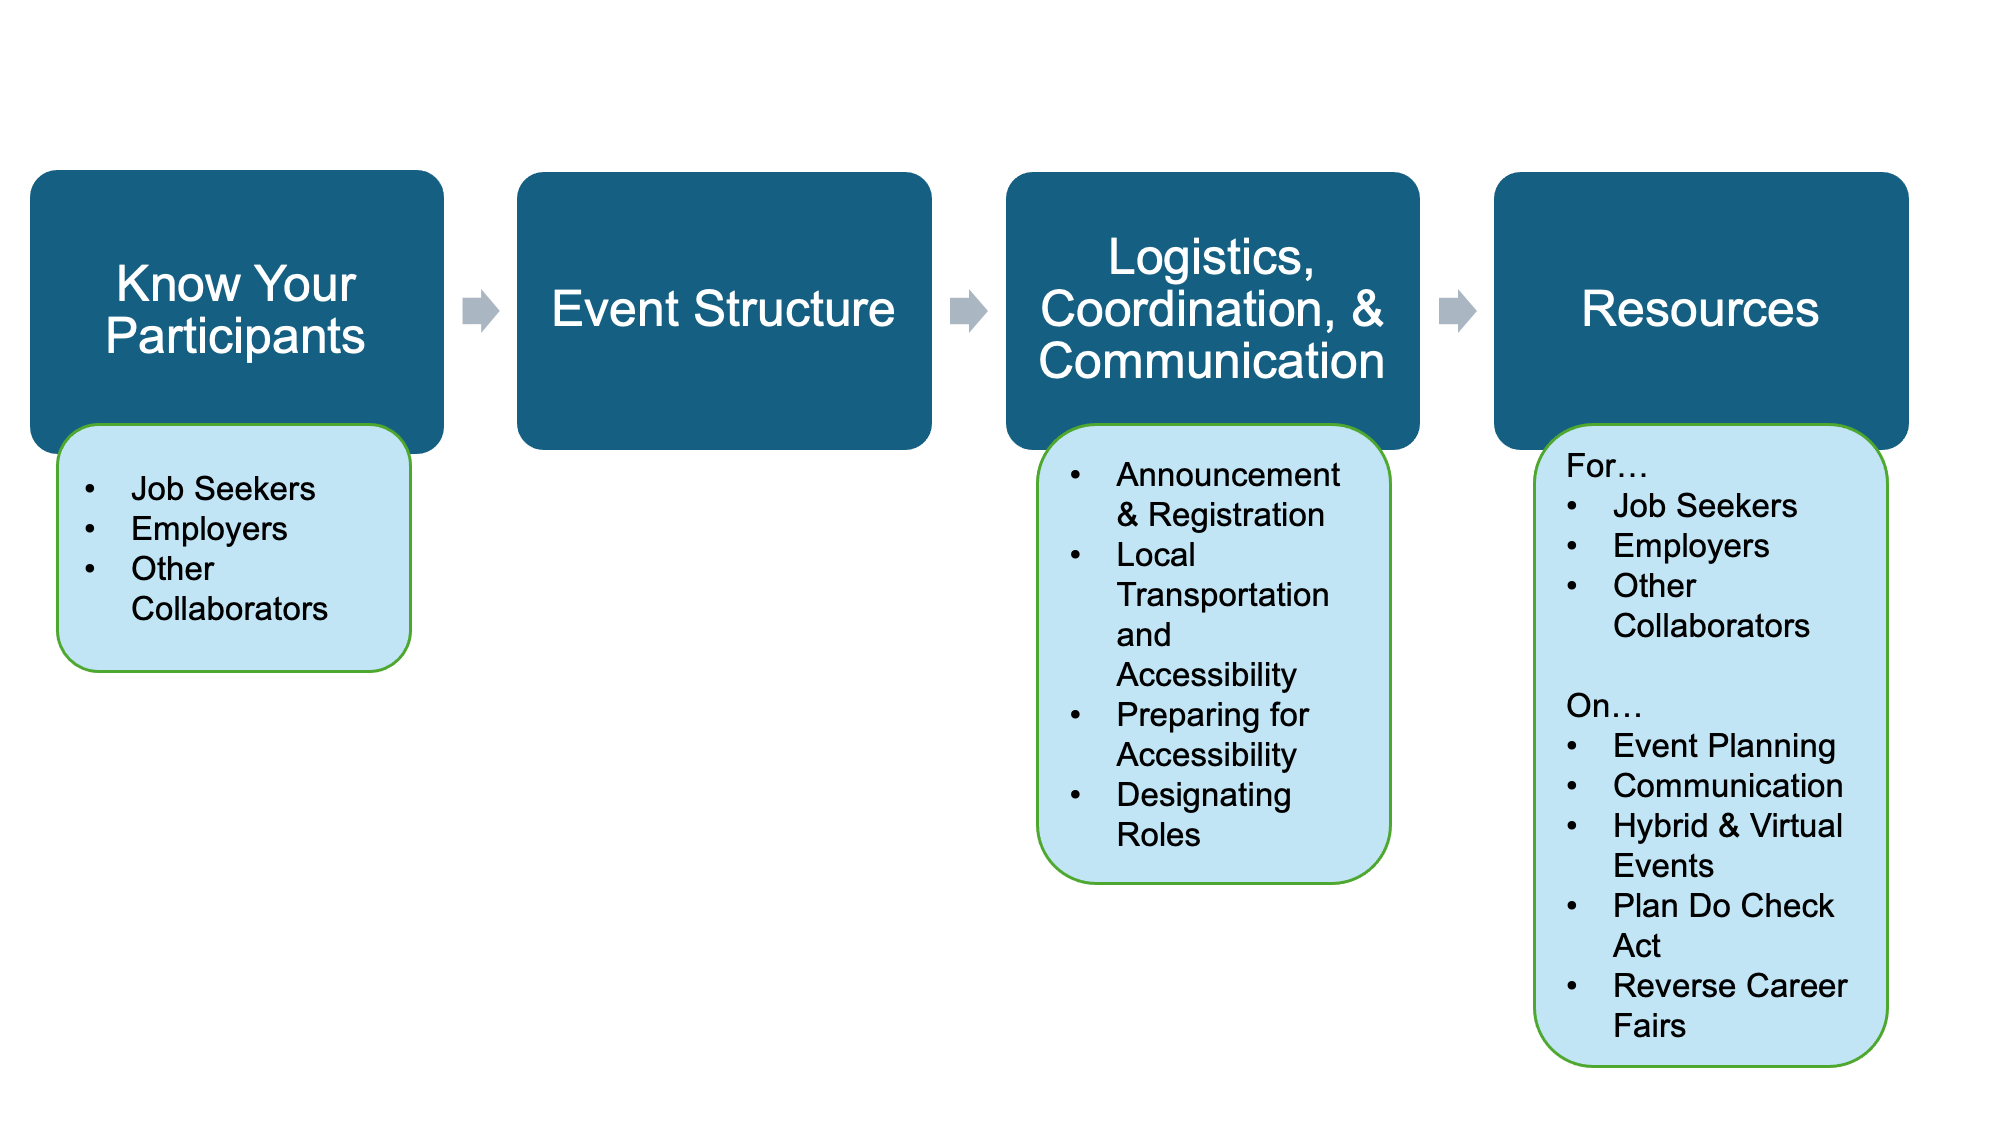 Know Your
Participants
• Job Seekers
• Employers
• Other
Collaborators
Event Structure
Logistics,
Coordination, &
Communication
• Announcement
& Registration
• Local
Transportation
and
Accessibility
• Preparing for
Accessibility
• Designating
Roles
Resources
For…
• Job Seekers
• Employers
• Other
Collaborators
On…
• Event Planning
• Communication
• Hybrid & Virtual
Events
• Plan Do Check
Act
• Reverse Career
Fairs